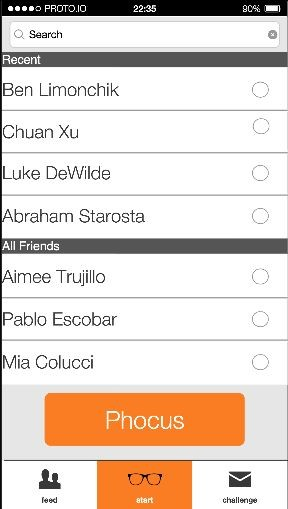 PROTO.IO 22:35 90%
Search
Recent
Ben Limonchik
Chuan Xu
Luke DeWilde
Abraham Starosta
All Friends
Aimee Trujillo
Pablo Escobar
Mia Colucci
Phocus
feed start challenge